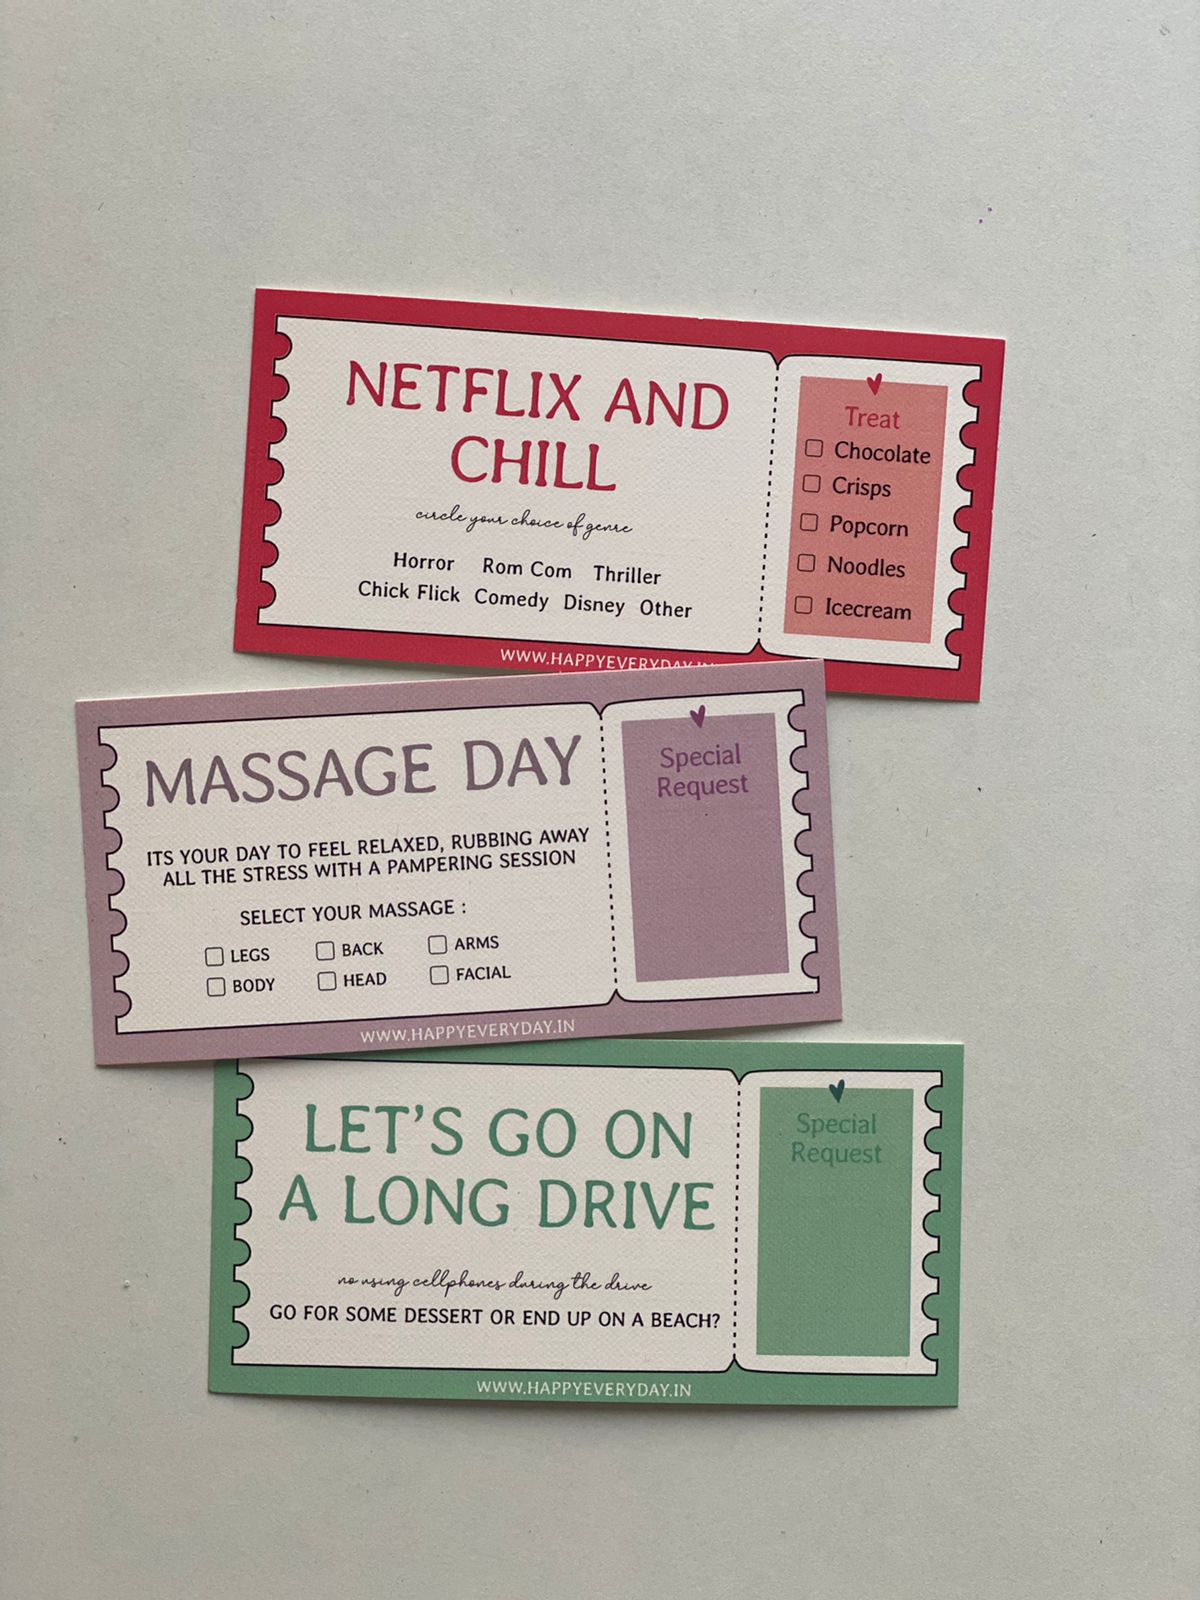 NETFLIX AND
CHILL
circle your choice of genre
Horror Rom Com Thriller
Chick Flick Comedy Disney Other
Treat
Chocolate
Crisps
Popcorn
Noodles
Icecream
WWW.HAPPYEVERYDAY.IN
MASSAGE DAY
ITS YOUR DAY TO FEEL RELAXED, RUBBING AWAY
ALL THE STRESS WITH A PAMPERING SESSION
SELECT YOUR MASSAGE :
LEGS BACK ARMS
BODY HEAD FACIAL
Special
Request
WWW.HAPPYEVERYDAY.IN
LET'S GO ON
A LONG DRIVE
no using cellphones during the drive
GO FOR SOME DESSERT OR END UP ON A BEACH?
Special
Request
WWW.HAPPYEVERYDAY.IN